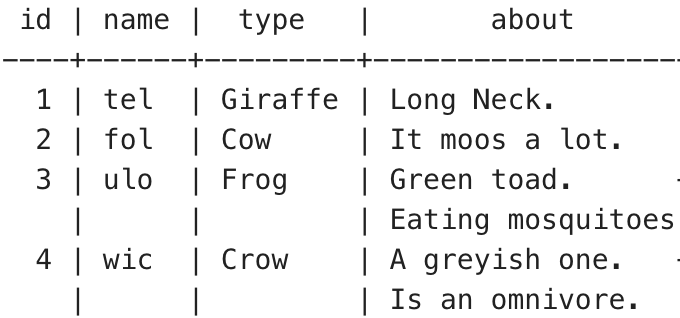 id | name | type | about
----+------+---------+-------------------
1 | tel | Giraffe | Long Neck.
2 | fol | Cow | It moos a lot.
3 | ulo | Frog | Green toad.
| | | Eating mosquitoes
4 | wic | Crow | A greyish one.
| | | Is an omnivore.